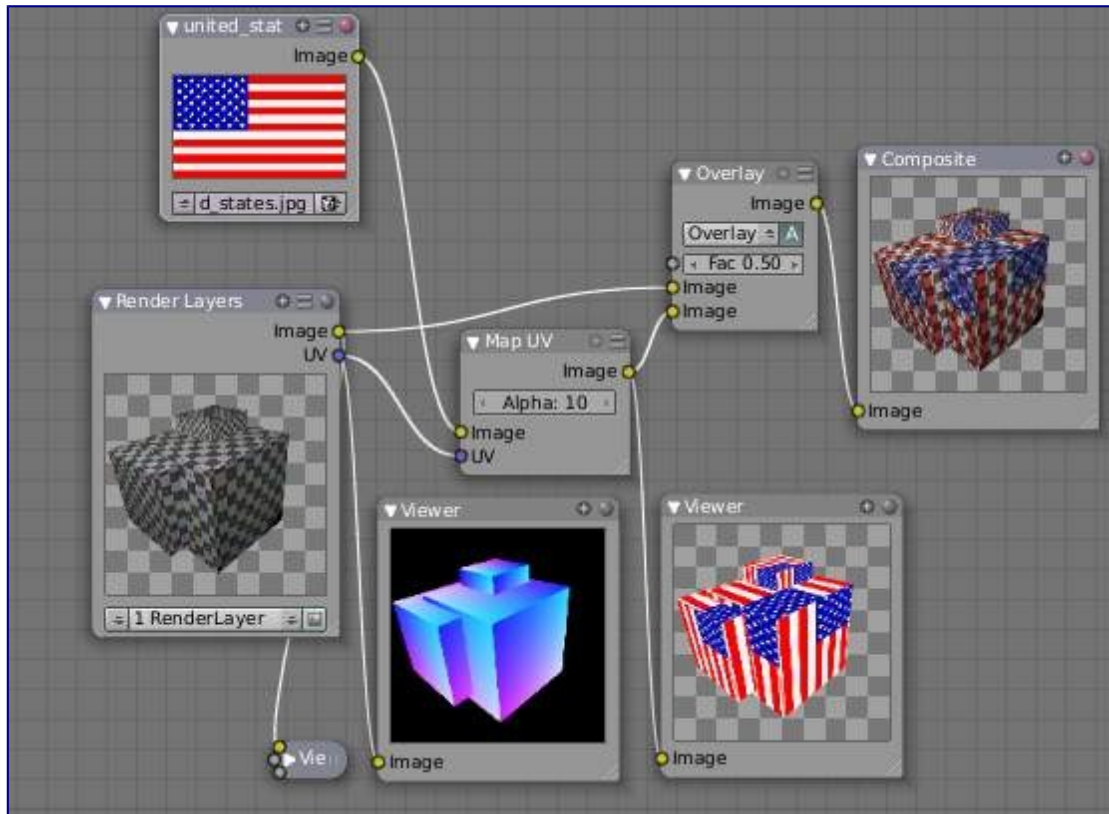 united_stat
Image
d_states.jpg
Render Layers
Image
UV
1 RenderLayer
Map UV
Image
Alpha: 10
Image
UV
Overlay
Image
Overlay A
Fac 0.50
Image
Image
Composite
Image
Viewer
Image
Viewer
Image
Vie